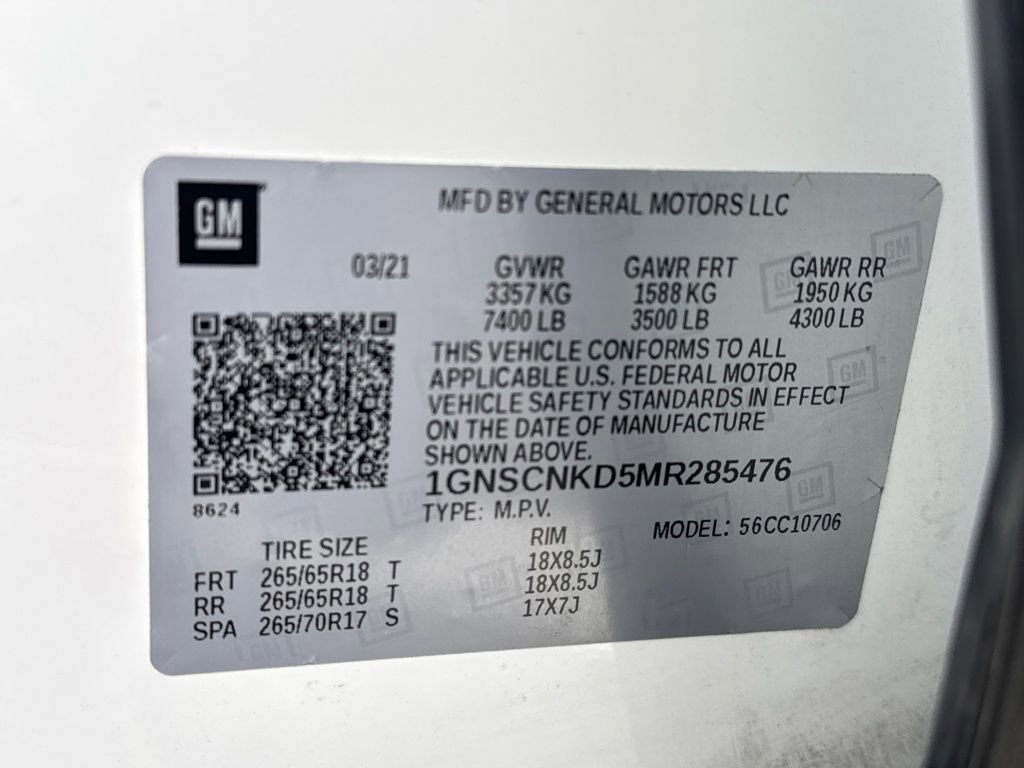 GM
MFD BY GENERAL MOTORS LLC
03/21 GVWR GAWR FRT GAWR RR
3357 KG 1588 KG 1950 KG
7400 LB 3500 LB 4300 LB
THIS VEHICLE CONFORMS TO ALL
APPLICABLE U.S. FEDERAL MOTOR
VEHICLE SAFETY STANDARDS IN EFFECT
ON THE DATE OF MANUFACTURE
SHOWN ABOVE.
1GNSCNKD5MR285476
8624
TYPE: M.P.V.
MODEL: 56CC10706
TIRE SIZE RIM
FRT 265/65R18 T 18X8.5J
RR 265/65R18 T 18X8.5J
SPA 265/70R17 S 17X7J